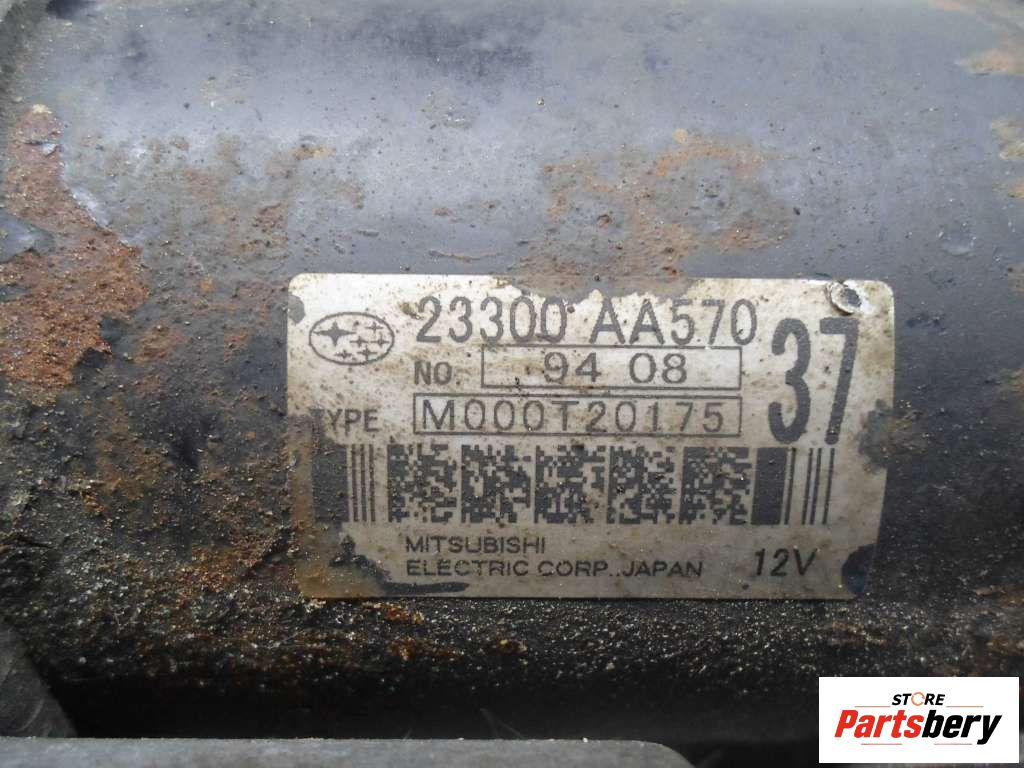 23300 AA570
NO. 94 08
37
TYPE M000T20175
MITSUBISHI
ELECTRIC CORP., JAPAN 12V
STORE
Partsbery